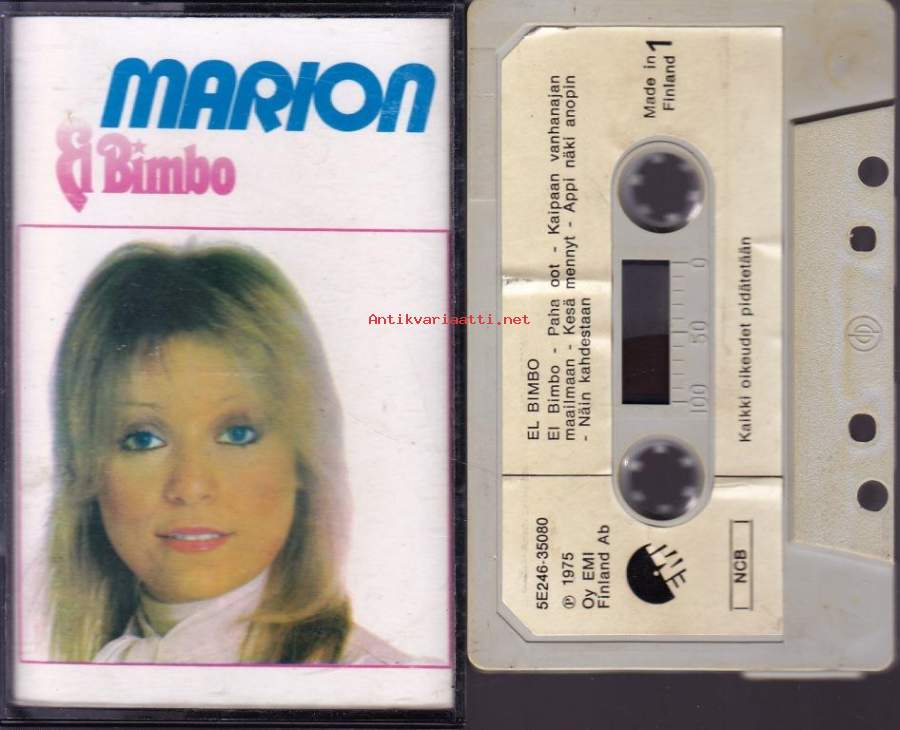 MARION
El Bimbo
Antikvariaatti.net
EL BIMBO
El Bimbo - Paha oot - Kaipaan vanhanajan
maailmaan - Kesä mennyt - Appi näki anopin
- Näin kahdestaan
Made in
Finland
1
0
50
100
Kaikki oikeudet pidätetään
5E246-35080
℗ 1975
Oy EMI
Finland Ab
EMI
NCB